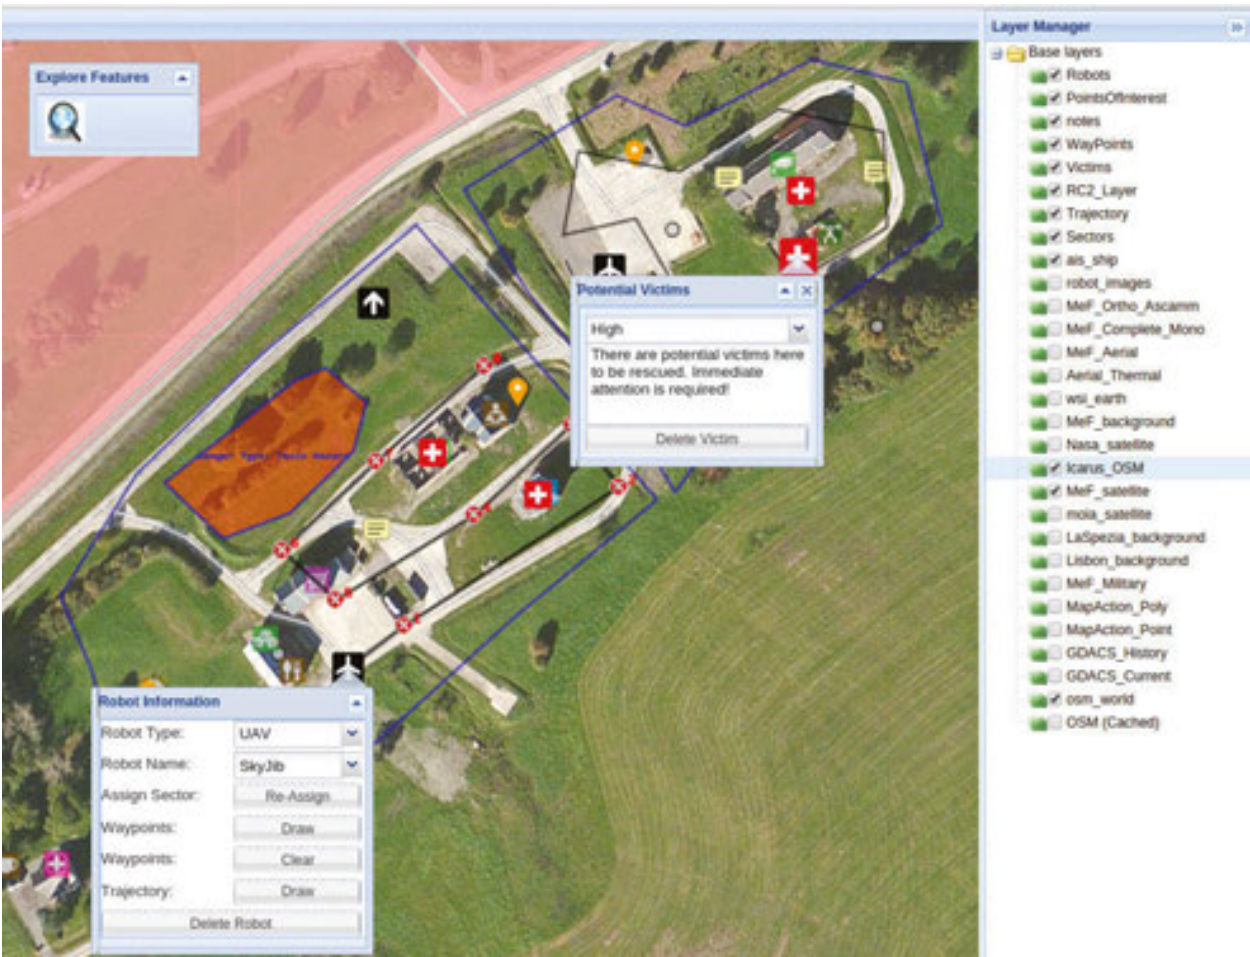 Explore Features
Potential Victims
High
There are potential victims here
to be rescued. Immediate
attention is required!
Delete Victim
Robot Information
Robot Type:
UAV
Robot Name:
SkyJib
Assign Sector:
Re-Assign
Waypoints:
Draw
Waypoints:
Clear
Trajectory:
Draw
Delete Robot
Layer Manager
Base layers
Robots
PointsOfInterest
notes
WayPoints
Victims
RC2_Layer
Trajectory
Sectors
ais_ship
robot_images
MeF_Ortho_Ascamm
MeF_Complete_Mono
MeF_Aerial
Aerial_Thermal
wsi_earth
MeF_background
Nasa_satellite
Icarus_OSM
MeF_satellite
moia_satellite
LaSpezia_background
Lisbon_background
MeF_Military
MapAction_Poly
MapAction_Point
GDACS_History
GDACS_Current
osm_world
OSM (Cached)